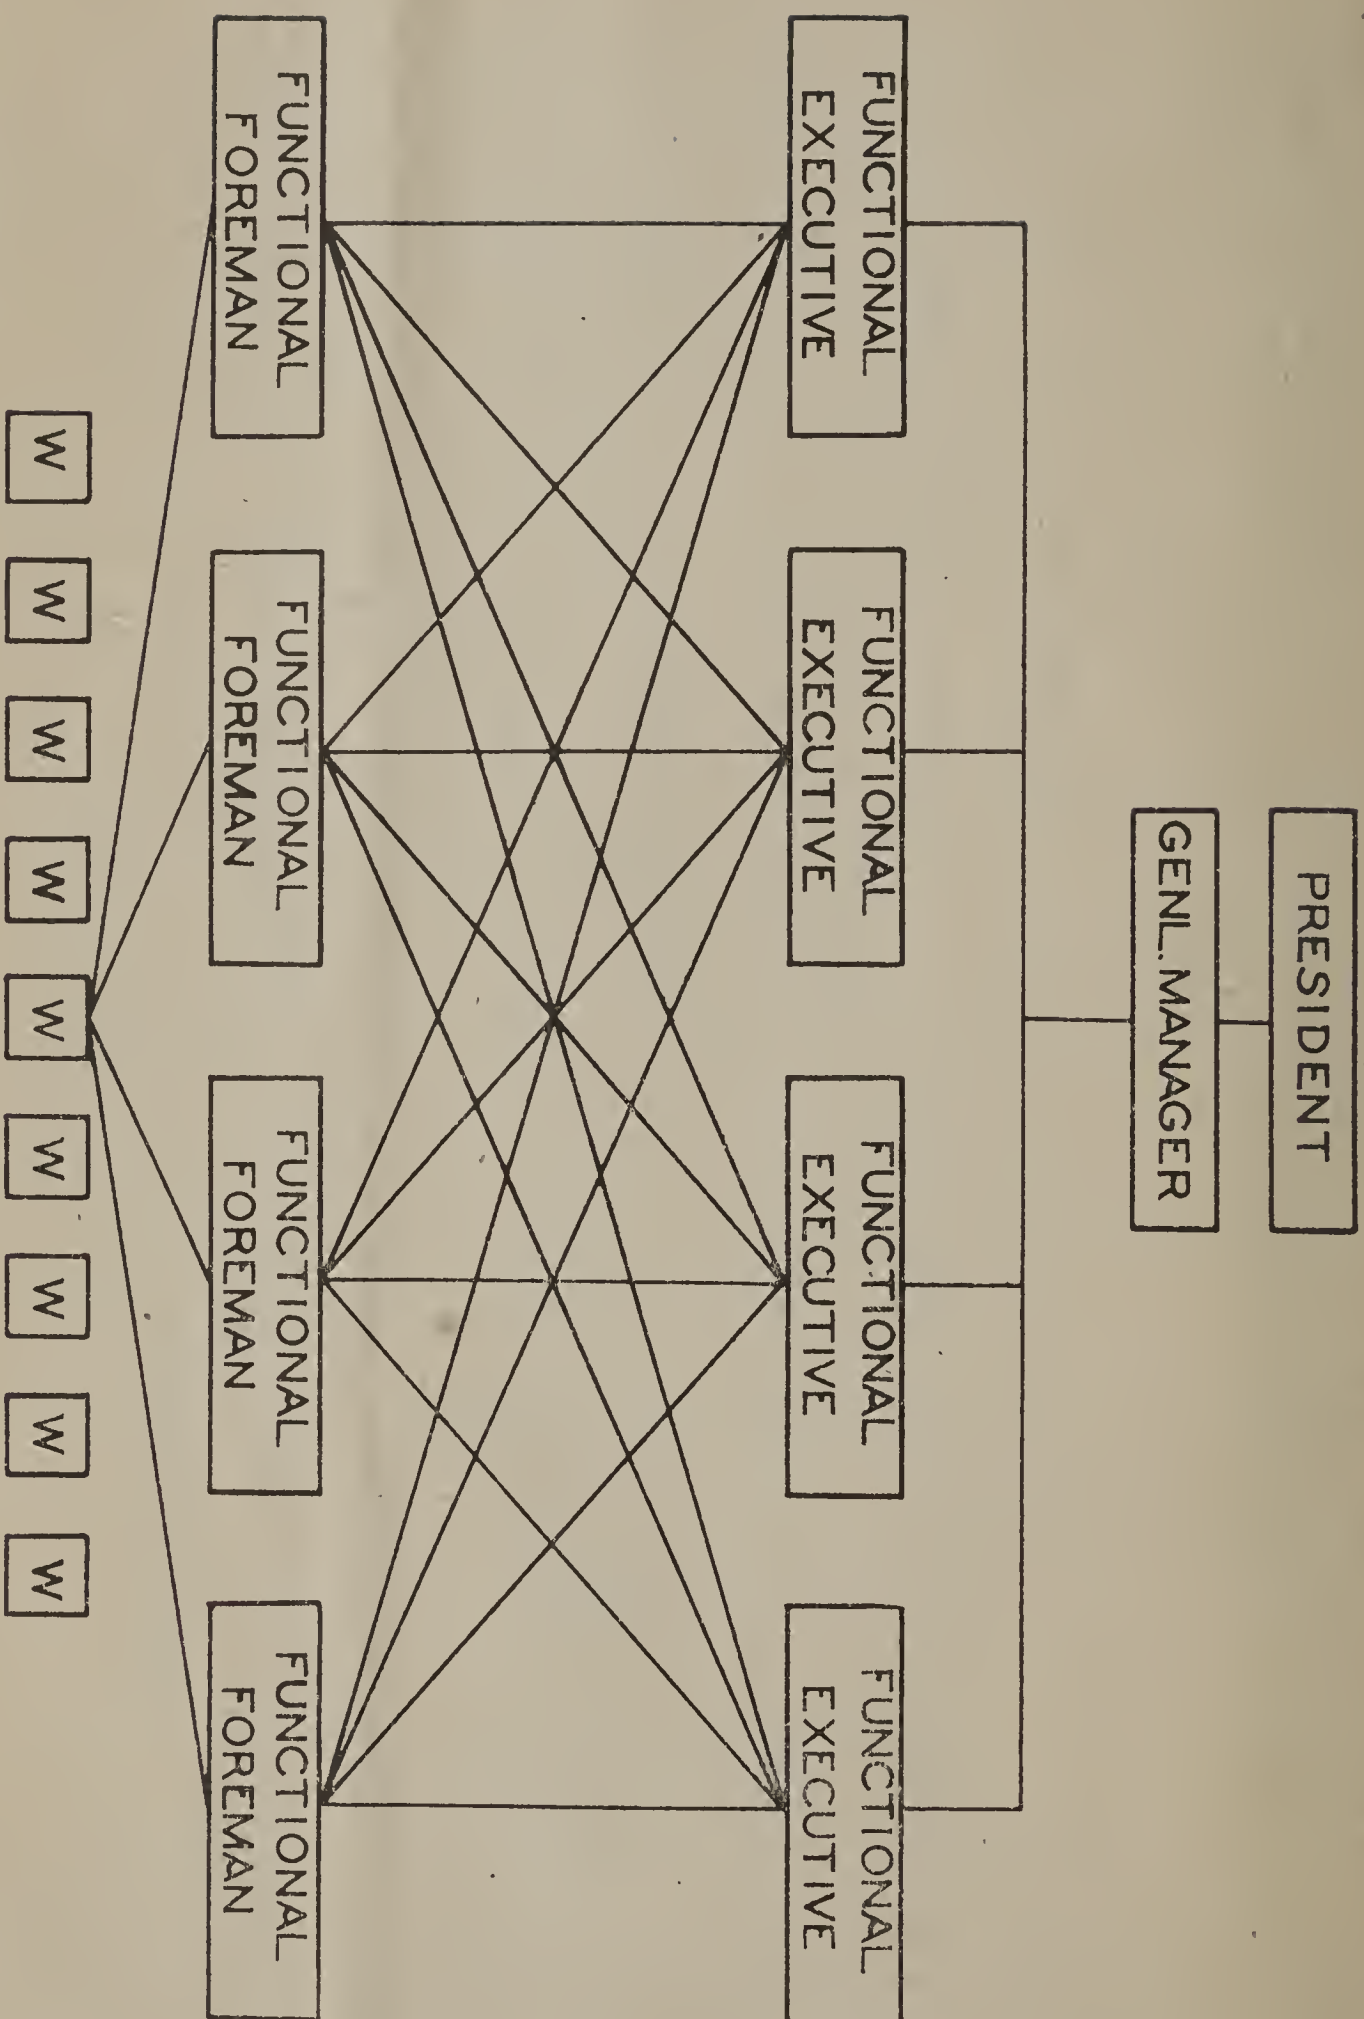 PRESIDENT
GENL. MANAGER
FUNCTIONAL
EXECUTIVE
FUNCTIONAL
EXECUTIVE
FUNCTIONAL
EXECUTIVE
FUNCTIONAL
EXECUTIVE
FUNCTIONAL
FOREMAN
FUNCTIONAL
FOREMAN
FUNCTIONAL
FOREMAN
FUNCTIONAL
FOREMAN
W
W
W
W
W
W
W
W
W